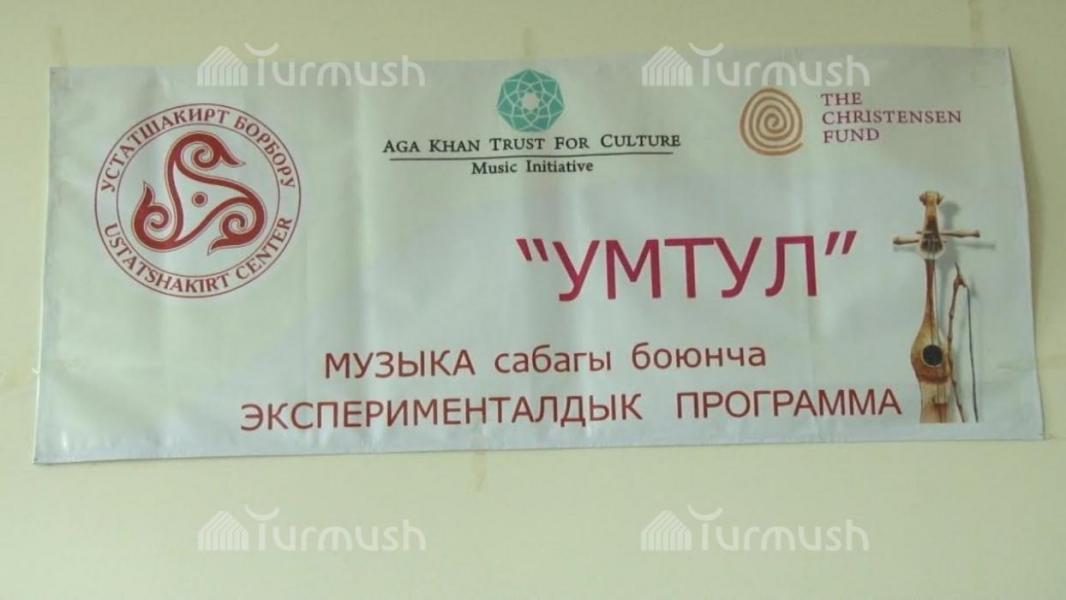 Turmush Turmush
УСТАТШАКИРТ БОРБОРУ
USTATSHAKIRT CENTER
AGA KHAN TRUST FOR CULTURE
Music Initiative
THE
CHRISTENSEN
FUND
“УМТУЛ”
МУЗЫКА сабагы боюнча
ЭКСПЕРИМЕНТАЛДЫК ПРОГРАММА
Turmush Turmush